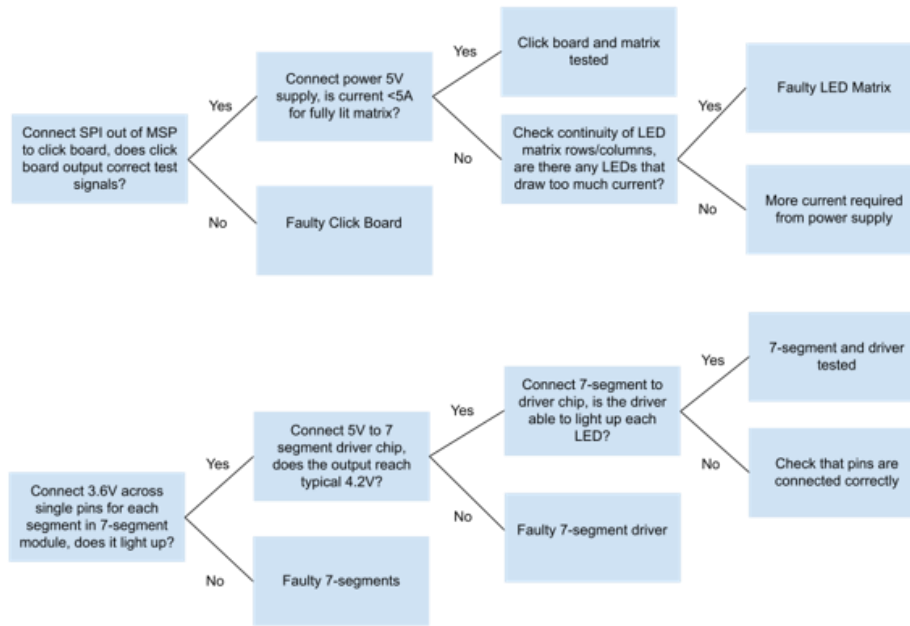 Connect SPI out of MSP
to click board, does click
board output correct test
signals?
Yes
No
Connect power 5V
supply, is current <5A
for fully lit matrix?
Faulty Click Board
Yes
No
Click board and matrix
tested
Check continuity of LED
matrix rows/columns,
are there any LEDs that
draw too much current?
Yes
No
Faulty LED Matrix
More current required
from power supply
Connect 3.6V across
single pins for each
segment in 7-segment
module, does it light up?
Yes
No
Connect 5V to 7
segment driver chip,
does the output reach
typical 4.2V?
Faulty 7-segments
Yes
No
Connect 7-segment to
driver chip, is the driver
able to light up each
LED?
Faulty 7-segment driver
Yes
No
7-segment and driver
tested
Check that pins are
connected correctly